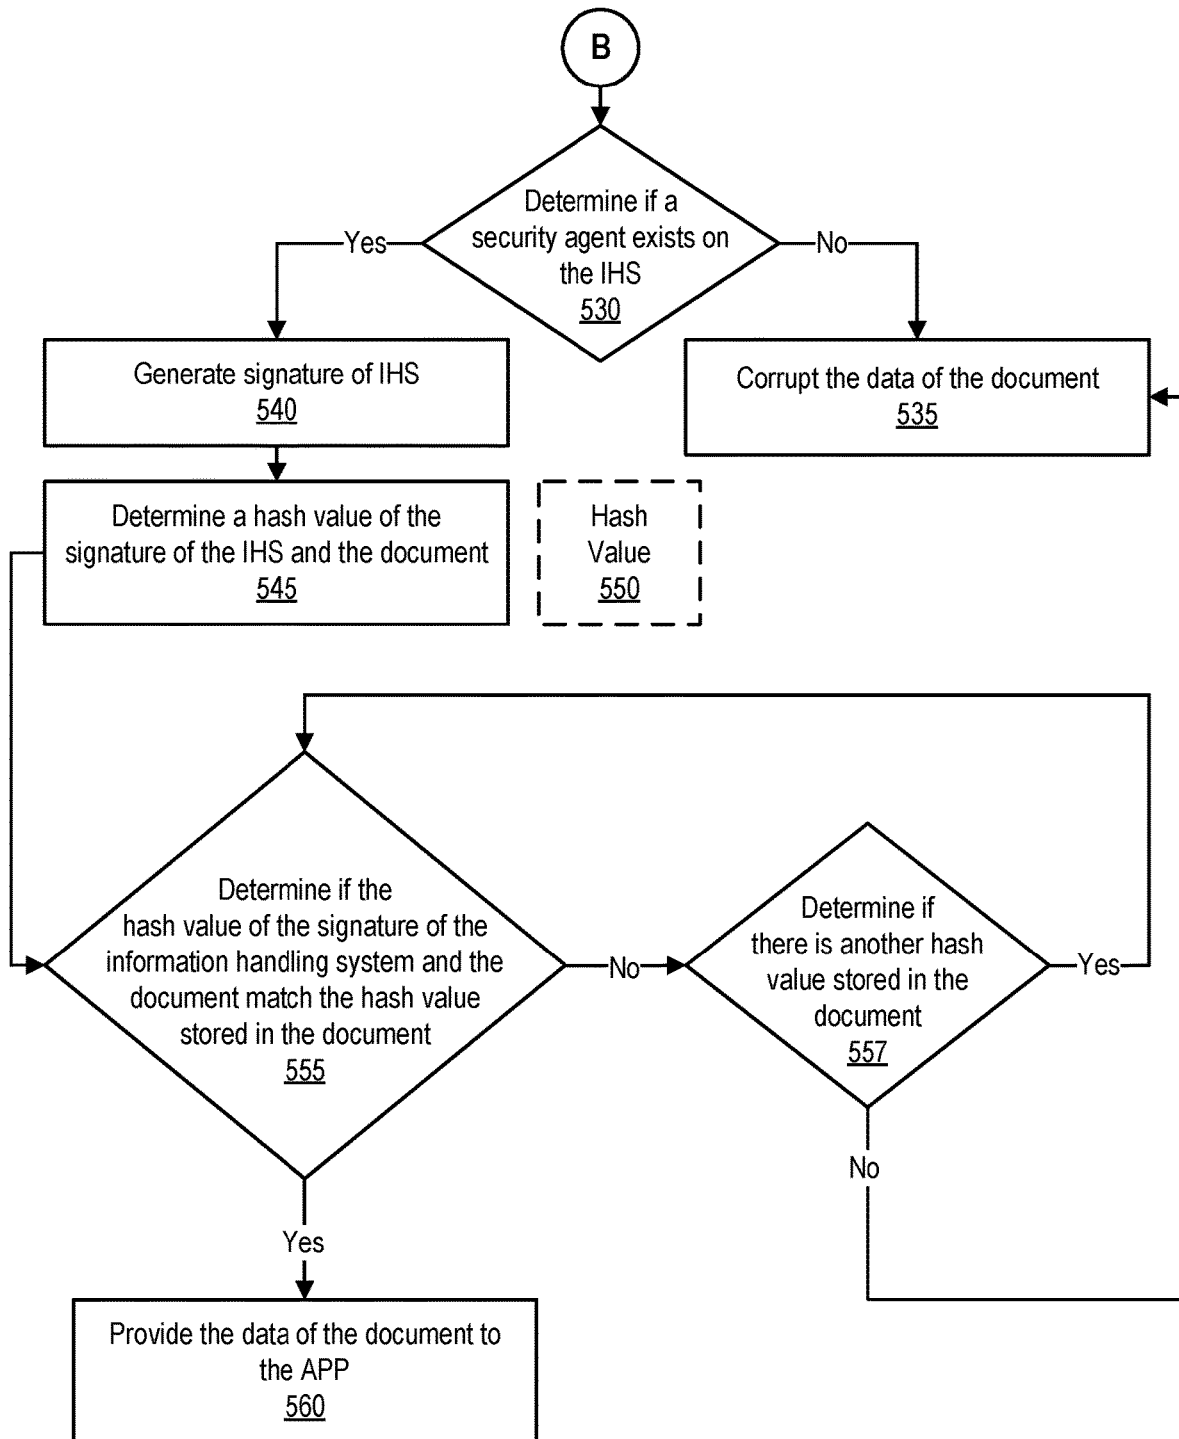 B
Determine if a
security agent exists on
the IHS
530
Yes
No
Generate signature of IHS
540
Corrupt the data of the document
535
Determine a hash value of the
signature of the IHS and the document
545
Hash
Value
550
Determine if the
hash value of the signature of the
information handling system and the
document match the hash value
stored in the document
555
No
Determine if
there is another hash
value stored in the
document
557
Yes
No
Yes
Provide the data of the document to
the APP
560